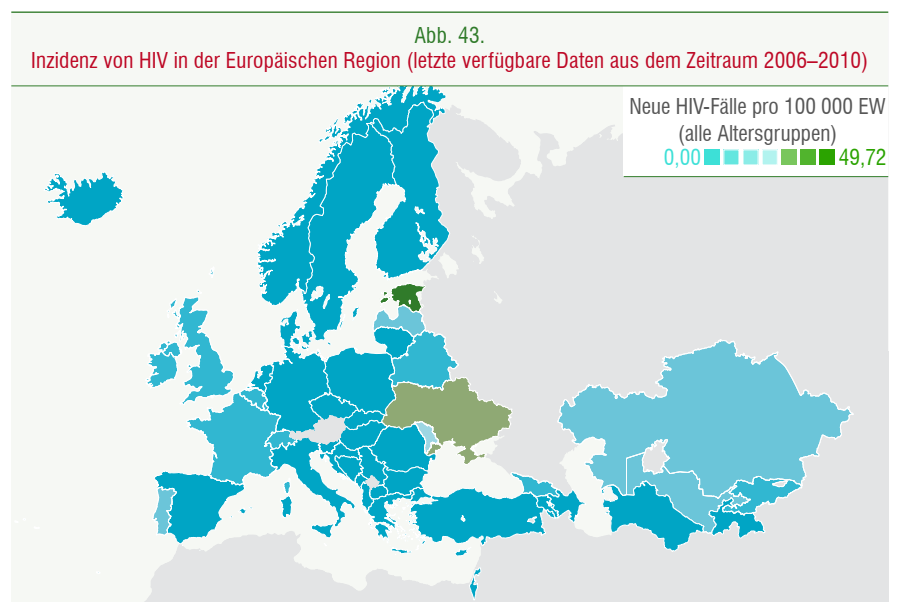 Abb. 43.
Inzidenz von HIV in der Europäischen Region (letzte verfügbare Daten aus dem Zeitraum 2006–2010)
Neue HIV-Fälle pro 100 000 EW
(alle Altersgruppen)
0,00 49,72